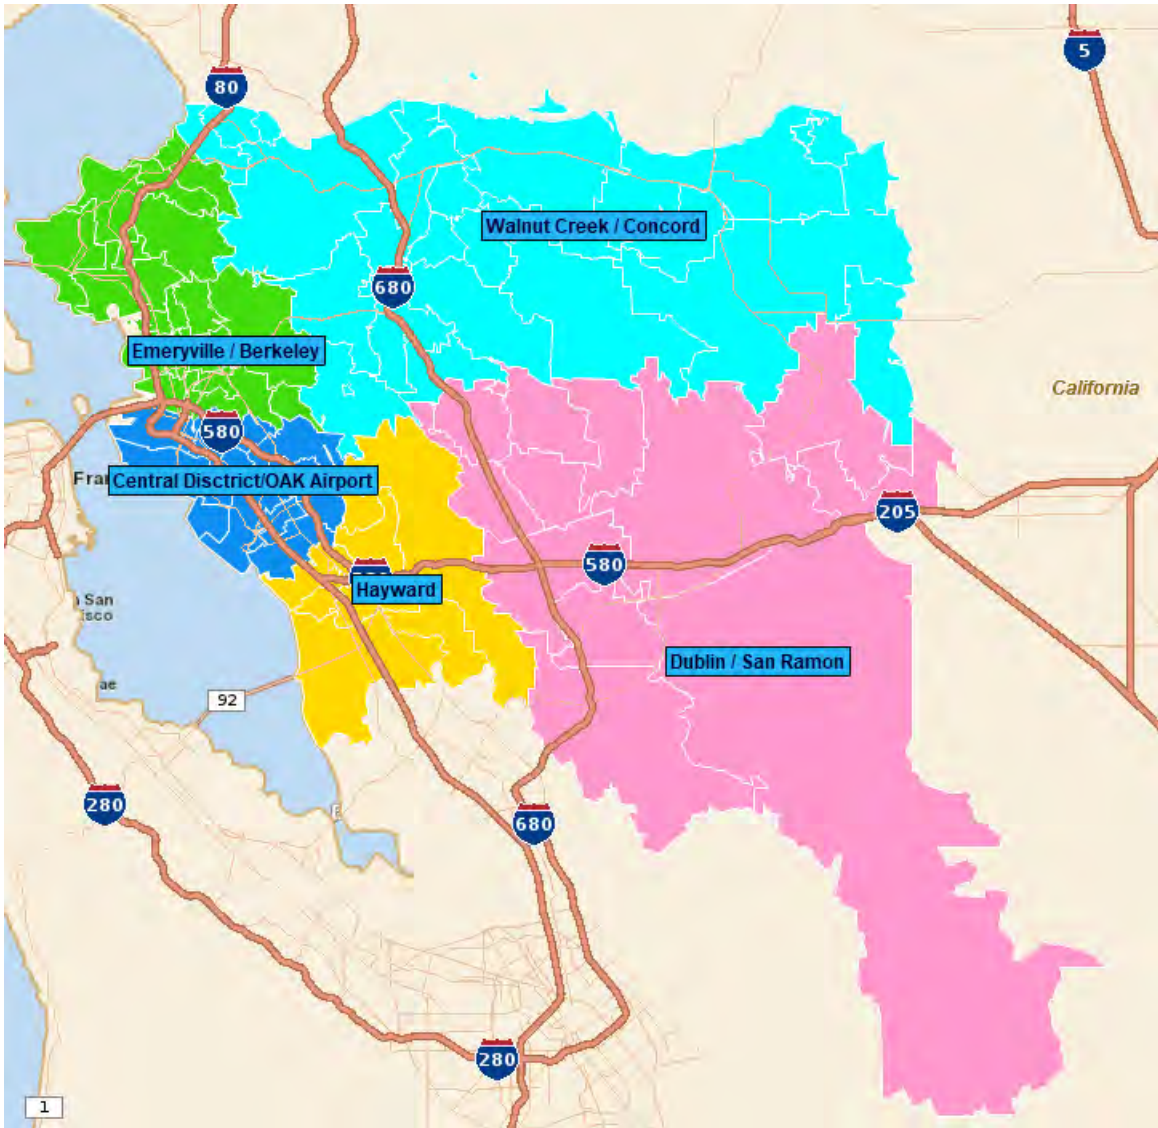 5
80
Walnut Creek / Concord
680
Emeryville / Berkeley
California
580
Fra
Central Disctrict/OAK Airport
205
580
Hayward
San
isco
Dublin / San Ramon
ae
92
280
E
680
280
1